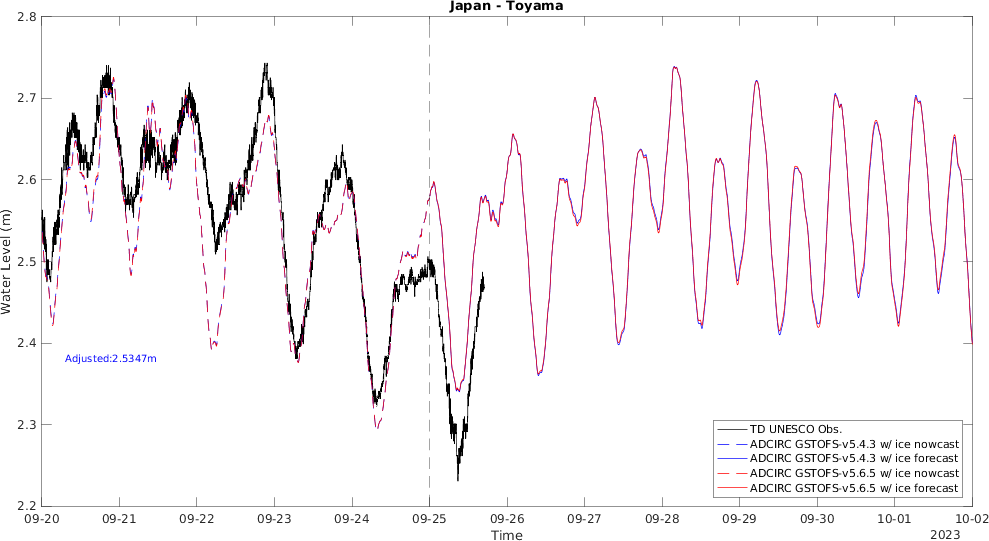 Japan - Toyama
Water Level (m)
2.8
2.7
2.6
2.5
2.4
2.3
2.2
Adjusted:2.5347m
TD UNESCO Obs.
ADCIRC GSTOFS-v5.4.3 w/ ice nowcast
ADCIRC GSTOFS-v5.4.3 w/ ice forecast
ADCIRC GSTOFS-v5.6.5 w/ ice nowcast
ADCIRC GSTOFS-v5.6.5 w/ ice forecast
09-20 09-21 09-22 09-23 09-24 09-25 09-26 09-27 09-28 09-29 09-30 10-01 10-02
Time
2023